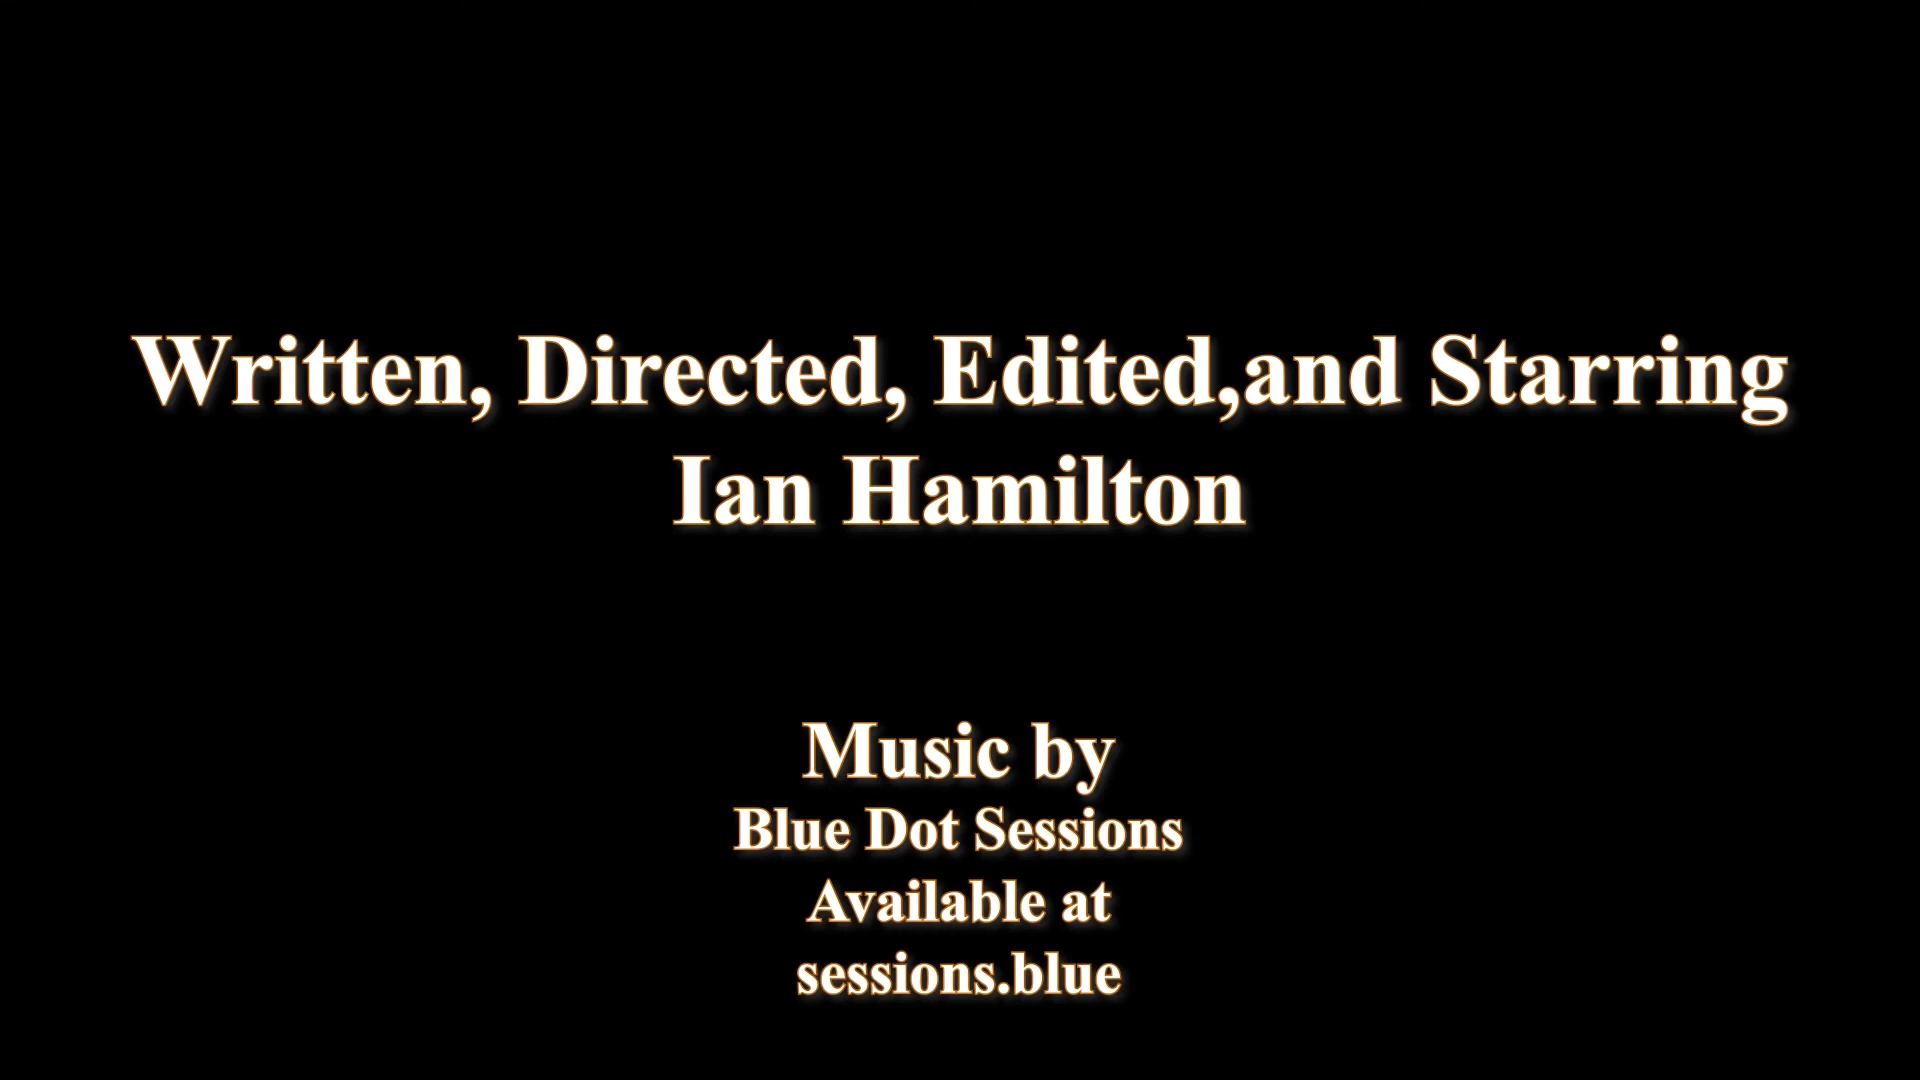 Written, Directed, Edited,and Starring
Ian Hamilton
Music by
Blue Dot Sessions
Available at
sessions.blue